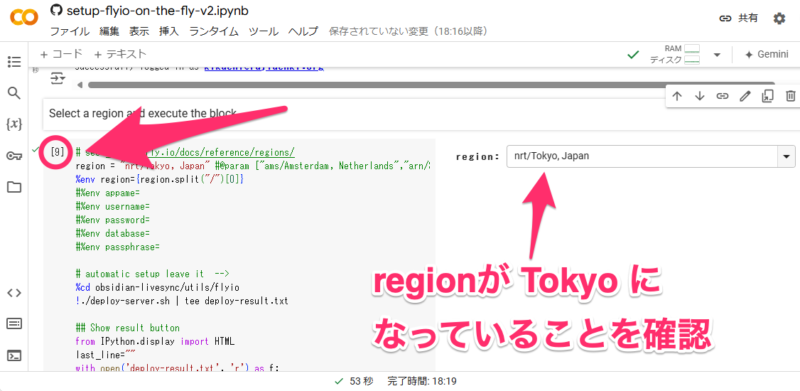 setup-flyio-on-the-fly-v2.ipynb
共有
ファイル 編集 表示 挿入 ランタイム ツール ヘルプ 保存されていない変更 (18:16以降)
+ コード + テキスト
RAM
ディスク
Gemini
Select a region and execute the block
[9]
fly.io/docs/reference/regions/
region = "nrt/Tokyo, Japan" #@param ["ams/Amsterdam, Netherlands","arn/
%env region={region.split("/")[0]}
#%env appame=
#%env username=
#%env password=
#%env database=
#%env passphrase=
# automatic setup leave it -->
%cd obsidian-livesync/utils/flyio
!./deploy-server.sh | tee deploy-result.txt
## Show result button
from IPython.display import HTML
last_line=""
with open('deploy-result.txt', 'r') as f:
region: nrt/Tokyo, Japan
regionが Tokyo に
なっていることを確認
53 秒 完了時間: 18:19